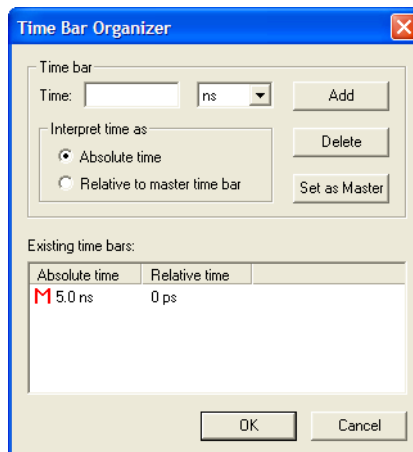 Time Bar Organizer
Time bar
Time: ns Add
Interpret time as
Absolute time
Relative to master time bar
Delete
Set as Master
Existing time bars:
Absolute time Relative time
M 5.0 ns 0 ps
OK Cancel